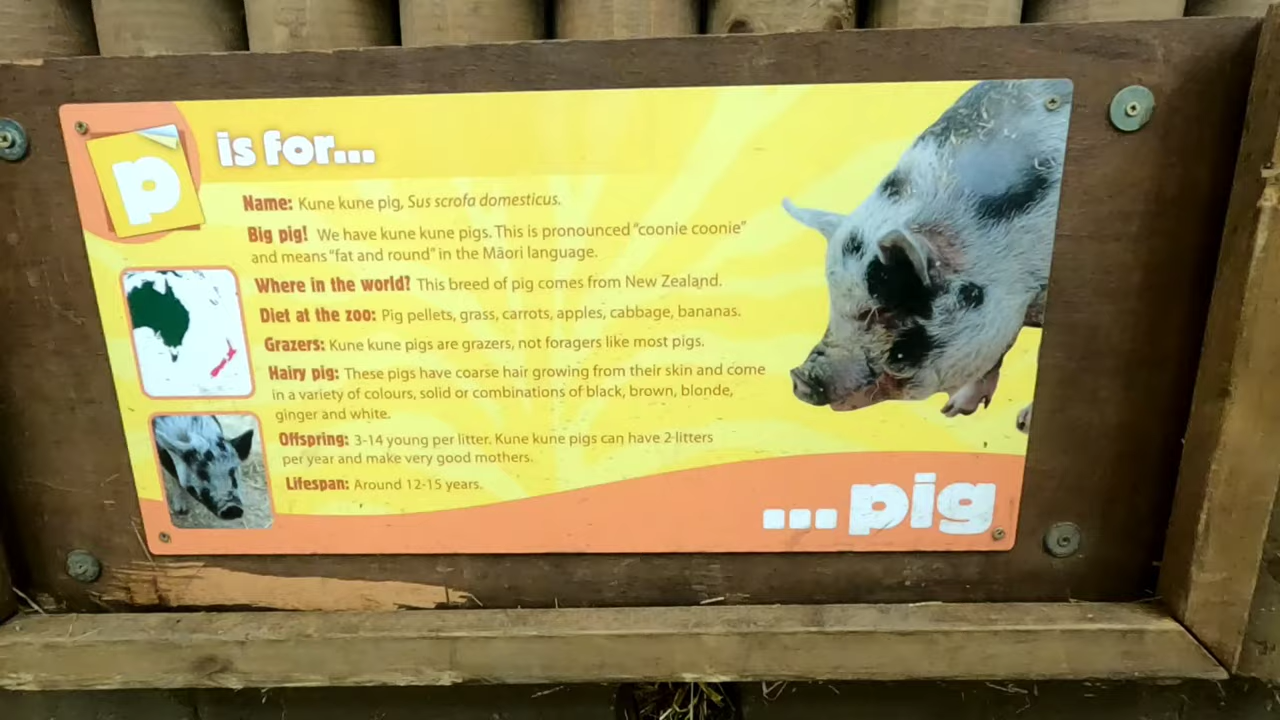 p
is for...
Name: Kune kune pig, Sus scrofa domesticus.
Big pig! We have kune kune pigs. This is pronounced "coonie coonie"
and means "fat and round" in the Māori language.
Where in the world? This breed of pig comes from New Zealand.
Diet at the zoo: Pig pellets, grass, carrots, apples, cabbage, bananas.
Grazers: Kune kune pigs are grazers, not foragers like most pigs.
Hairy pig: These pigs have coarse hair growing from their skin and come
in a variety of colours, solid or combinations of black, brown, blonde,
ginger and white.
Offspring: 3-14 young per litter. Kune kune pigs can have 2 litters
per year and make very good mothers.
Lifespan: Around 12-15 years.
...pig